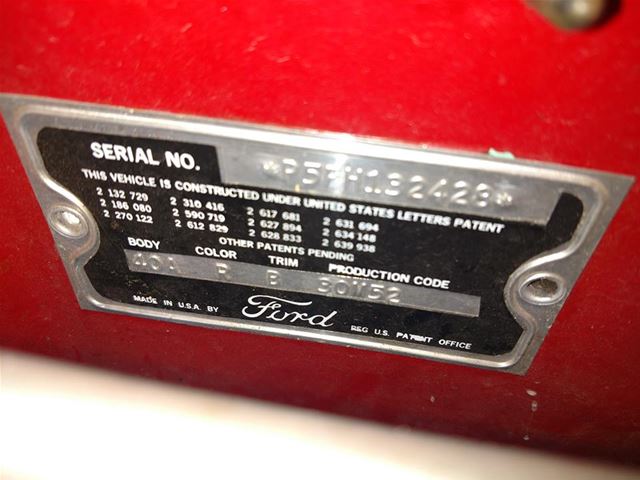 SERIAL NO. *P5FH192428*
THIS VEHICLE IS CONSTRUCTED UNDER UNITED STATES LETTERS PATENT
2 132 729 2 310 416 2 617 681 2 631 694
2 186 080 2 590 719 2 627 894 2 634 148
2 270 122 2 612 829 2 628 833 2 639 938
OTHER PATENTS PENDING
BODY COLOR TRIM PRODUCTION CODE
40A R B 30W52
MADE IN U.S.A. BY Ford REG U.S. PATENT OFFICE